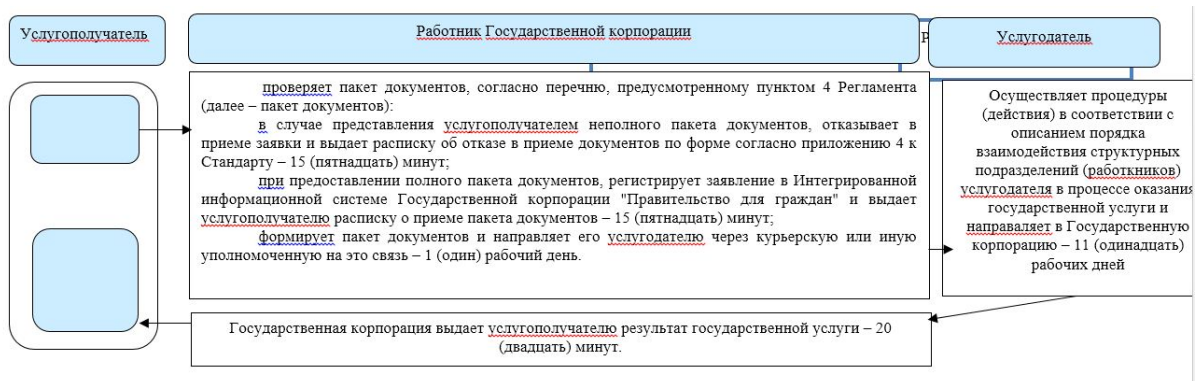 Услугополучатель
Работник Государственной корпорации
Р
Услугодатель
проверяет пакет документов, согласно перечню, предусмотренному пунктом 4 Регламента
(далее – пакет документов):
в случае представления услугополучателем неполного пакета документов, отказывает в
приеме заявки и выдает расписку об отказе в приеме документов по форме согласно приложению 4 к
Стандарту – 15 (пятнадцать) минут;
при предоставлении полного пакета документов, регистрирует заявление в Интегрированной
информационной системе Государственной корпорации "Правительство для граждан" и выдает
услугополучателю расписку о приеме пакета документов – 15 (пятнадцать) минут;
формирует пакет документов и направляет его услугодателю через курьерскую или иную
уполномоченную на это связь – 1 (один) рабочий день.
Осуществляет процедуры
(действия) в соответствии с
описанием порядка
взаимодействия структурных
подразделений (работкников)
услугодателя в процессе оказания
государственной услуги и
направаляет в Государственную
корпорацию – 11 (одинадцать)
рабочих дней
Государственная корпорация выдает услугополучателю результат государственной услуги – 20
(двадцать) минут.